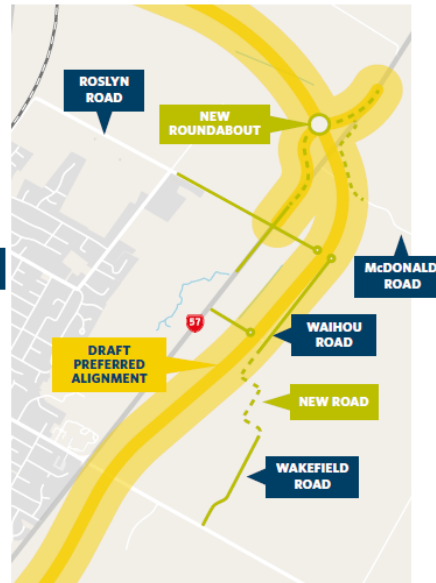 ROSLYN
ROAD
NEW
ROUNDABOUT
McDONALD
ROAD
57
WAIHOU
ROAD
DRAFT
PREFERRED
ALIGNMENT
NEW ROAD
WAKEFIELD
ROAD